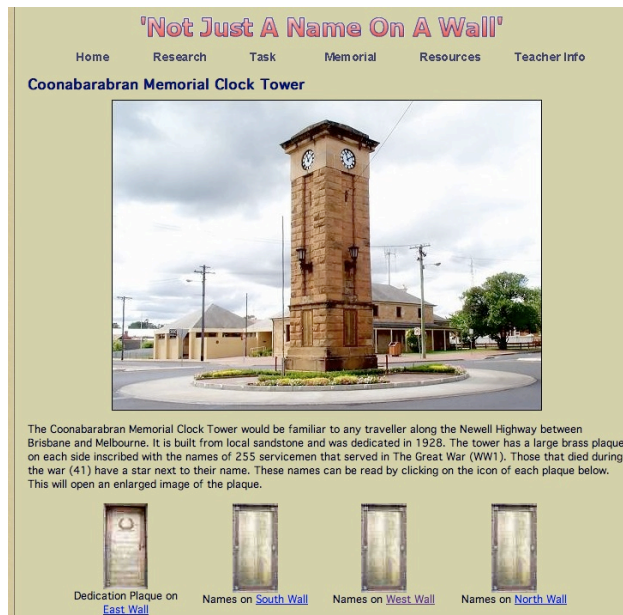 'Not Just A Name On A Wall'
Home Research Task Memorial Resources Teacher Info
Coonabarabran Memorial Clock Tower
The Coonabarabran Memorial Clock Tower would be familiar to any traveller along the Newell Highway between
Brisbane and Melbourne. It is built from local sandstone and was dedicated in 1928. The tower has a large brass plaque
on each side inscribed with the names of 255 servicemen that served in The Great War (WW1). Those that died during
the war (41) have a star next to their name. These names can be read by clicking on the icon of each plaque below.
This will open an enlarged image of the plaque.
Dedication Plaque on
East Wall
Names on South Wall
Names on West Wall
Names on North Wall